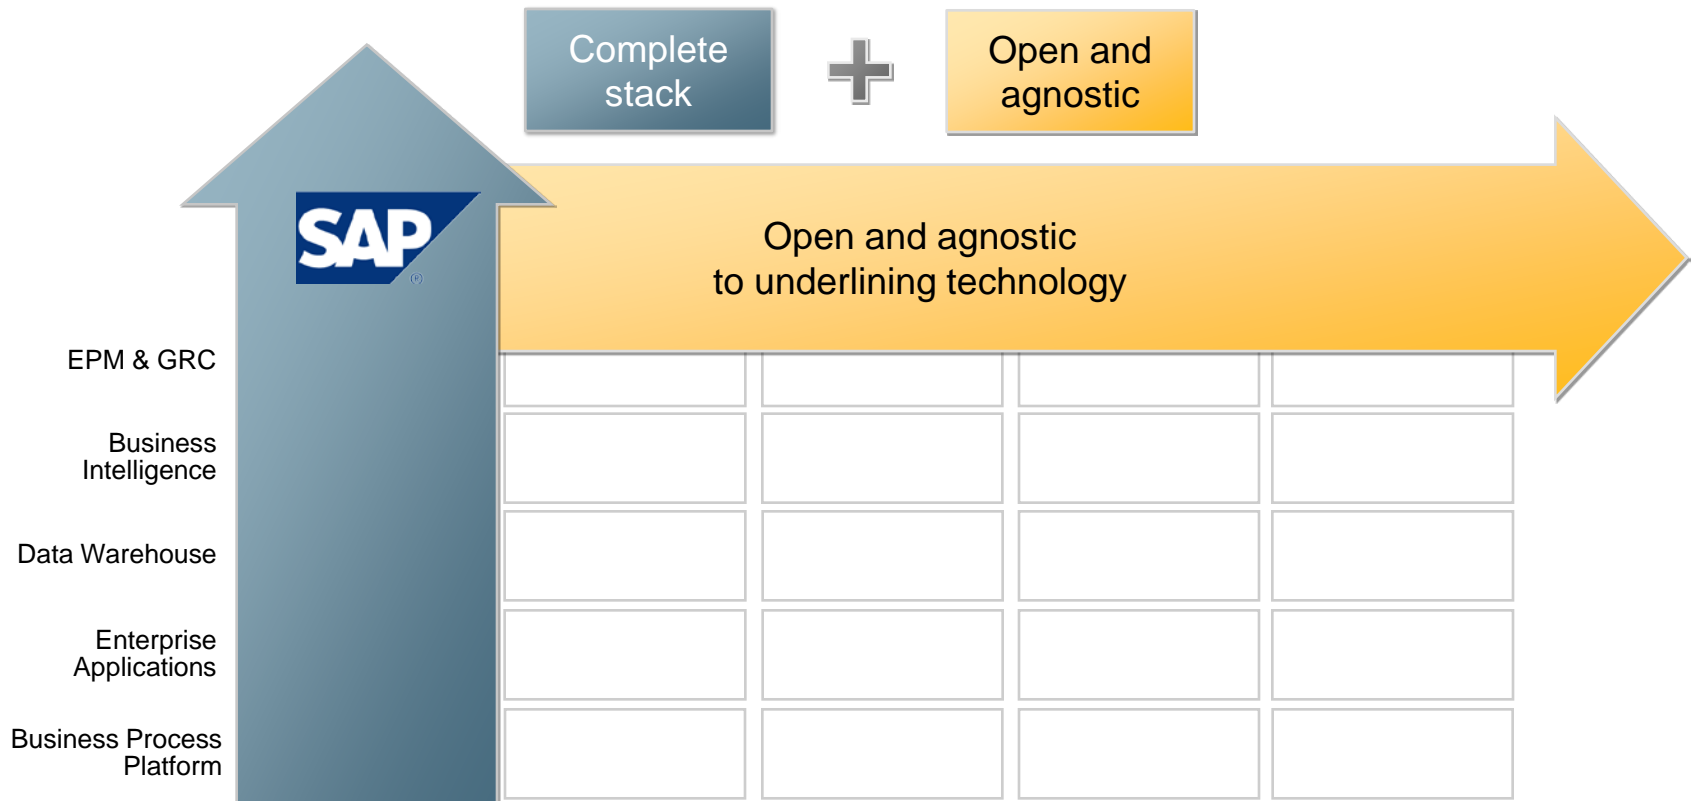 Complete
stack
Open and
agnostic
SAP
(R)
Open and agnostic
to underlining technology
EPM & GRC
Business
Intelligence
Data Warehouse
Enterprise
Applications
Business Process
Platform